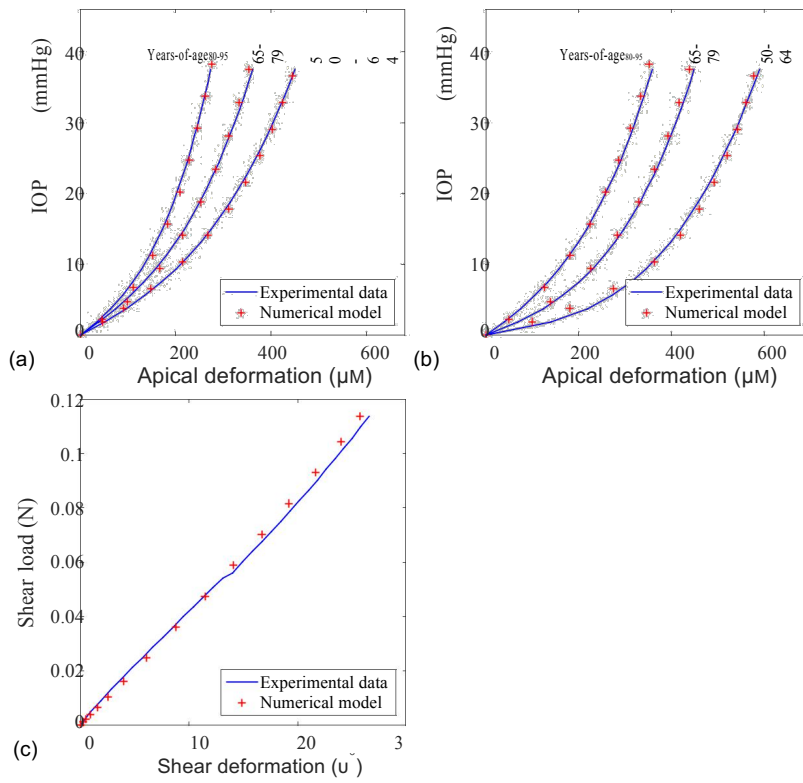 (mmHg)
IOP
40
30
20
10
0
Years-of-age80-95
65-
79
5
0
-
6
4
Experimental data
Numerical model
0
200
400
600
(a)
Apical deformation (μM)
(mmHg)
IOP
40
30
20
10
0
Years-of-age80-95
65-
79
50-
64
Experimental data
Numerical model
0
200
400
600
(b)
Apical deformation (μM)
Shear load (N)
0.12
0.1
0.08
0.06
0.04
0.02
0
Experimental data
Numerical model
0
10
20
3
(c)
Shear deformation (υ˘)